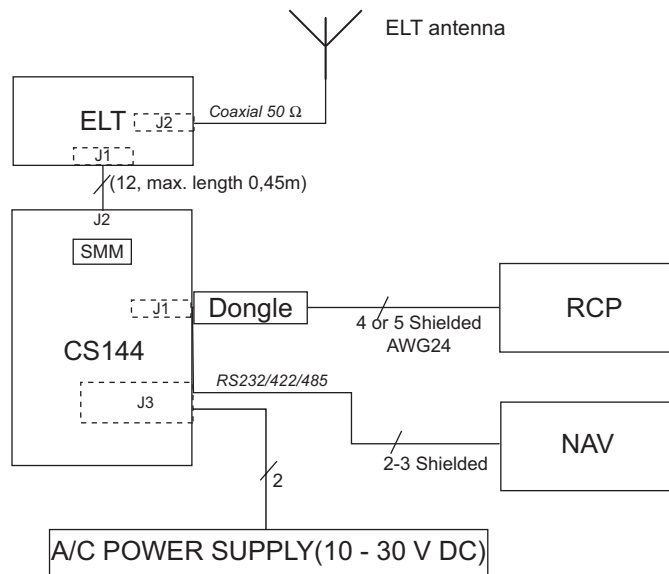 ELT antenna
Coaxial 50 Ω
ELT
J2
J1
(12, max. length 0,45m)
J2
SMM
J1
Dongle
RCP
4 or 5 Shielded
AWG24
CS144
RS232/422/485
J3
NAV
2-3 Shielded
2
A/C POWER SUPPLY(10 - 30 V DC)